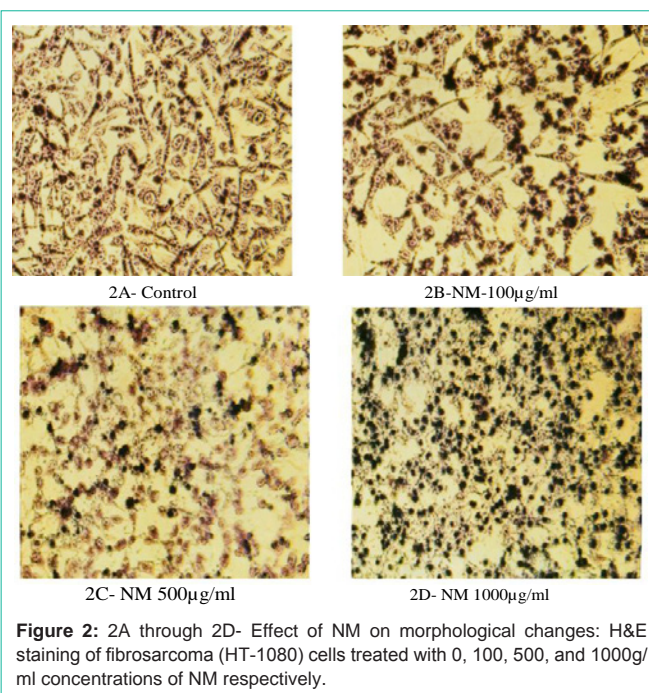 2A- Control
2B-NM-100µg/ml
2C- NM 500µg/ml
2D- NM 1000µg/ml
Figure 2: 2A through 2D- Effect of NM on morphological changes: H&E
staining of fibrosarcoma (HT-1080) cells treated with 0, 100, 500, and 1000g/
ml concentrations of NM respectively.